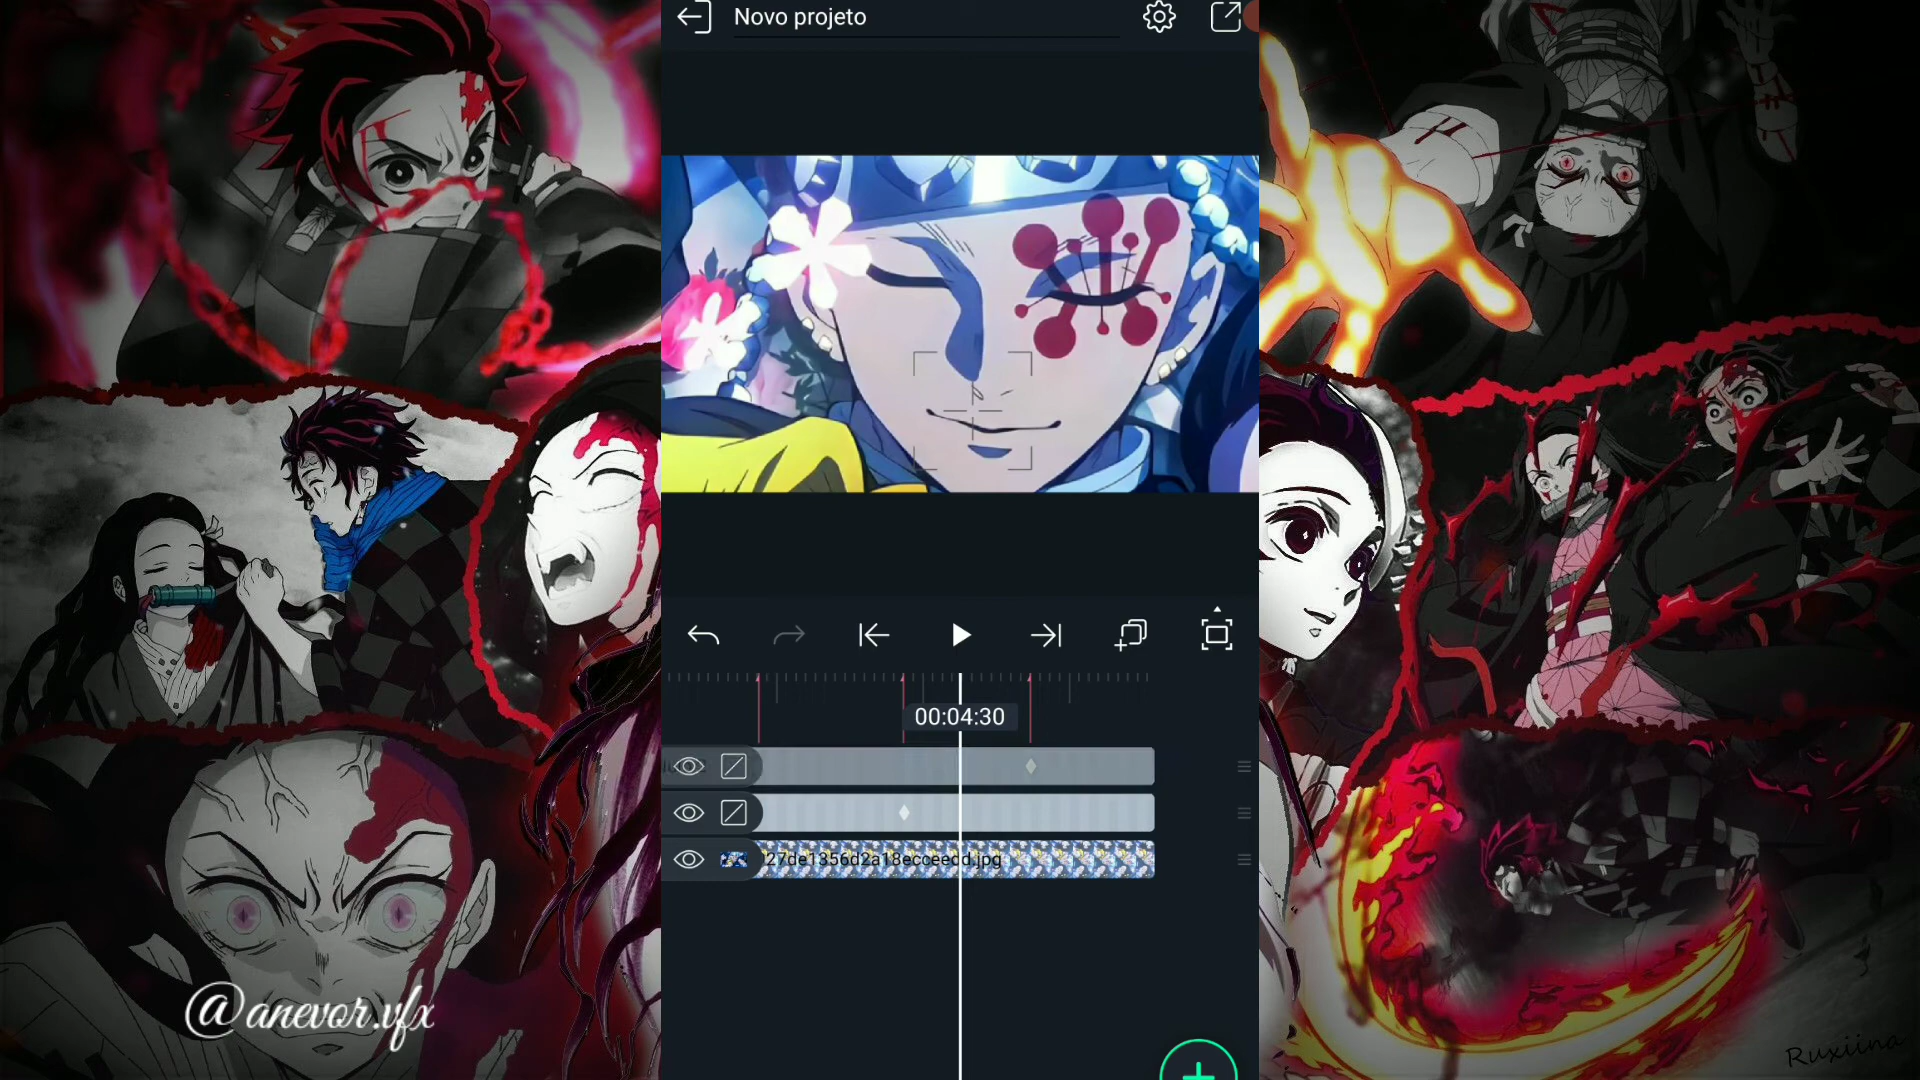 Novo projeto
00:04:30
27de1356d2a18ecceedd.jpg
@anevor.vfx
Ruxiina